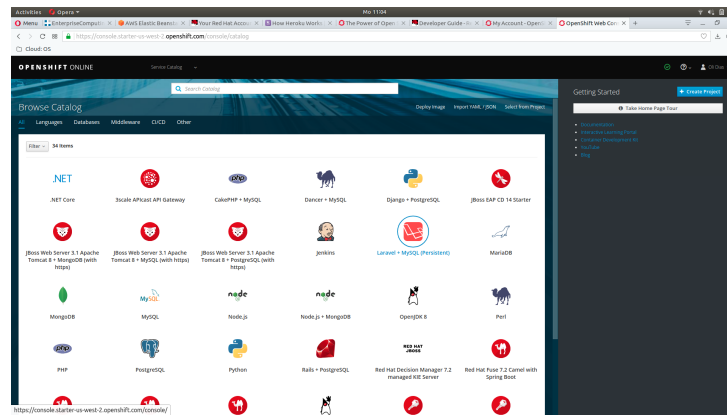 Activities Opera ▾ Mo 11:04
Menu EnterpriseComputin AWS Elastic Beansta Your Red Hat Accou How Heroku Works The Power of Open Developer Guide - Re My Account - OpenS OpenShift Web Con
https://console.starter-us-west-2.openshift.com/console/catalog
Cloud: OS
OPENSHIFT ONLINE Service Catalog
Search Catalog
Browse Catalog Deploy Image Import YAML / JSON Select from Project
All Languages Databases Middleware CI/CD Other
Filter 34 Items
.NET
php
.NET Core 3scale APIcast API Gateway CakePHP + MySQL Dancer + MySQL Django + PostgreSQL JBoss EAP CD 14 Starter
JBoss Web Server 3.1 Apache Tomcat 8 + MongoDB (with https)
JBoss Web Server 3.1 Apache Tomcat 8 + MySQL (with https)
JBoss Web Server 3.1 Apache Tomcat 8 + PostgreSQL (with https)
Jenkins Laravel + MySQL (Persistent) MariaDB
MySQL node node
MongoDB MySQL Node.js Node.js + MongoDB OpenJDK 8 Perl
php RED HAT JBOSS
PHP PostgreSQL Python Rails + PostgreSQL
Red Hat Decision Manager 7.2 managed KIE Server
Red Hat Fuse 7.2 Camel with Spring Boot
Getting Started Create Project
Take Home Page Tour
Documentation
Interactive Learning Portal
Container Development Kit
YouTube
Blog
https://console.starter-us-west-2.openshift.com/console/